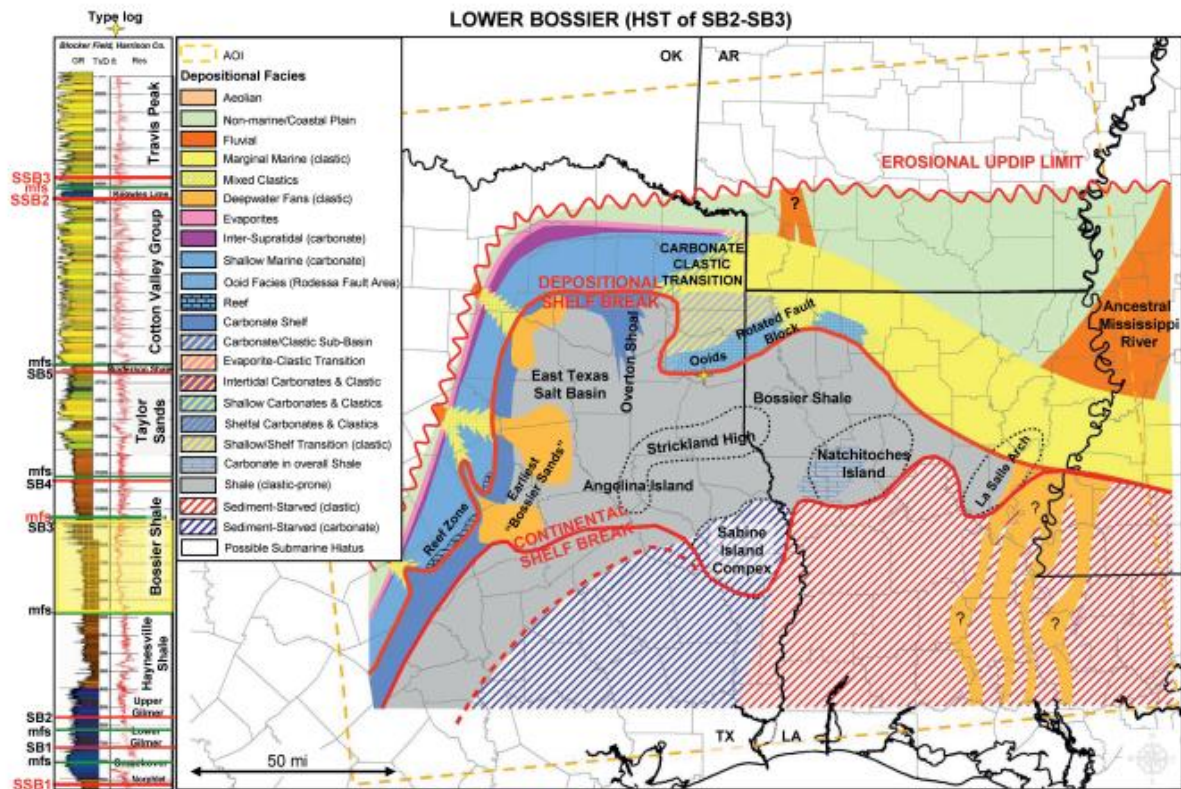 Type log
LOWER BOSSIER (HST of SB2-SB3)
Blocker Field, Harrison Co.
GR TVD ft Res
Travis Peak
SSB3
mfs
Knowles Lime
SSB2
Cotton Valley Group
mfs
SB5
Taylor Sands
mfs
SB4
mfs
SB3
Bossier Shale
mfs
Haynesville Shale
Upper Gilmer
SB2
mfs
Lower Gilmer
SB1
mfs
Smackover
Norphlet
SSB1
AOI
Depositional Facies
Aeolian
Non-marine/Coastal Plain
Fluvial
Marginal Marine (clastic)
Mixed Clastics
Deepwater Fans (clastic)
Evaporites
Inter-Supratidal (carbonate)
Shallow Marine (carbonate)
Ooid Facies (Rodessa Fault Area)
Reef
Carbonate Shelf
Carbonate/Clastic Sub-Basin
Evaporite-Clastic Transition
Intertidal Carbonates & Clastic
Shallow Carbonates & Clastics
Shelfal Carbonates & Clastics
Shallow/Shelf Transition (clastic)
Carbonate in overall Shale
Shale (clastic-prone)
Sediment-Starved (clastic)
Sediment-Starved (carbonate)
Possible Submarine Hiatus
OK
AR
EROSIONAL UPDIP LIMIT
?
CARBONATE
CLASTIC
TRANSITION
DEPOSITIONAL
SHELF BREAK
Ancestral
Mississippi
River
Rotated Fault
Block
Ooids
Overton Shoal
East Texas
Salt Basin
Bossier Shale
Strickland High
Natchitoches
Island
La Salle Arch
Earliest
"Bossier Sands"
Angelina Island
Reef Zone
CONTINENTAL
SHELF BREAK
Sabine
Island
Compex
?
?
?
?
TX
LA
50 mi